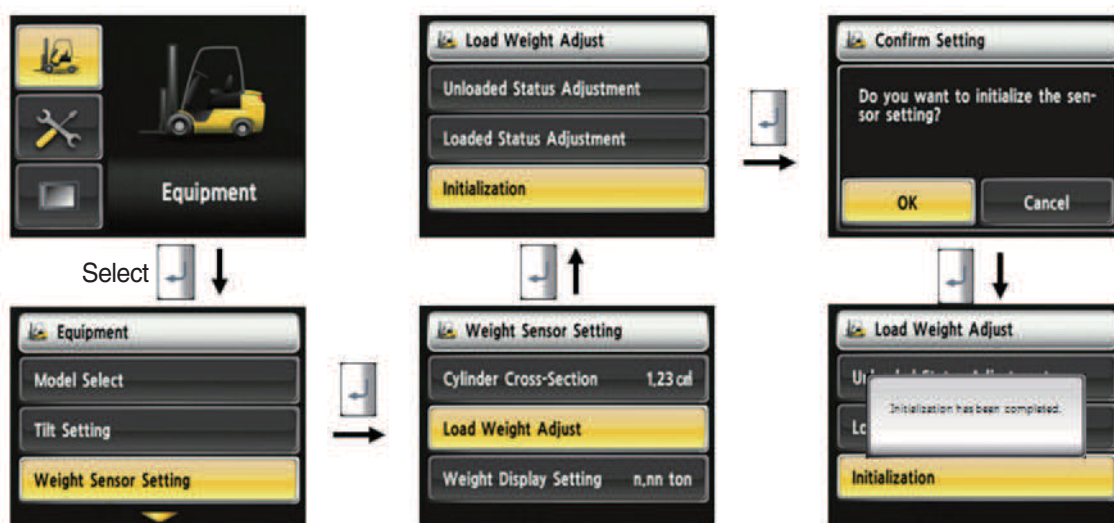 Equipment
Select
Equipment
Model Select
Tilt Setting
Weight Sensor Setting
Weight Sensor Setting
Cylinder Cross-Section 1,23 ㎠
Load Weight Adjust
Weight Display Setting n,nn ton
Load Weight Adjust
Unloaded Status Adjustment
Loaded Status Adjustment
Initialization
Confirm Setting
Do you want to initialize the sen-
sor setting?
OK Cancel
Load Weight Adjust
Initialization has been completed.
Initialization